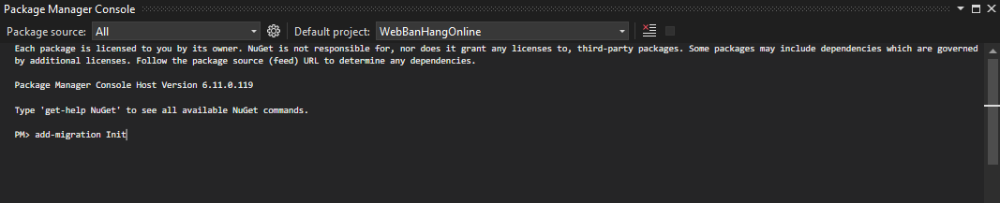 Package Manager Console
Package source: All Default project: WebBanHangOnline
Each package is licensed to you by its owner. NuGet is not responsible for, nor does it grant any licenses to, third-party packages. Some packages may include dependencies which are governed
by additional licenses. Follow the package source (feed) URL to determine any dependencies.
Package Manager Console Host Version 6.11.0.119
Type 'get-help NuGet' to see all available NuGet commands.
PM> add-migration Init